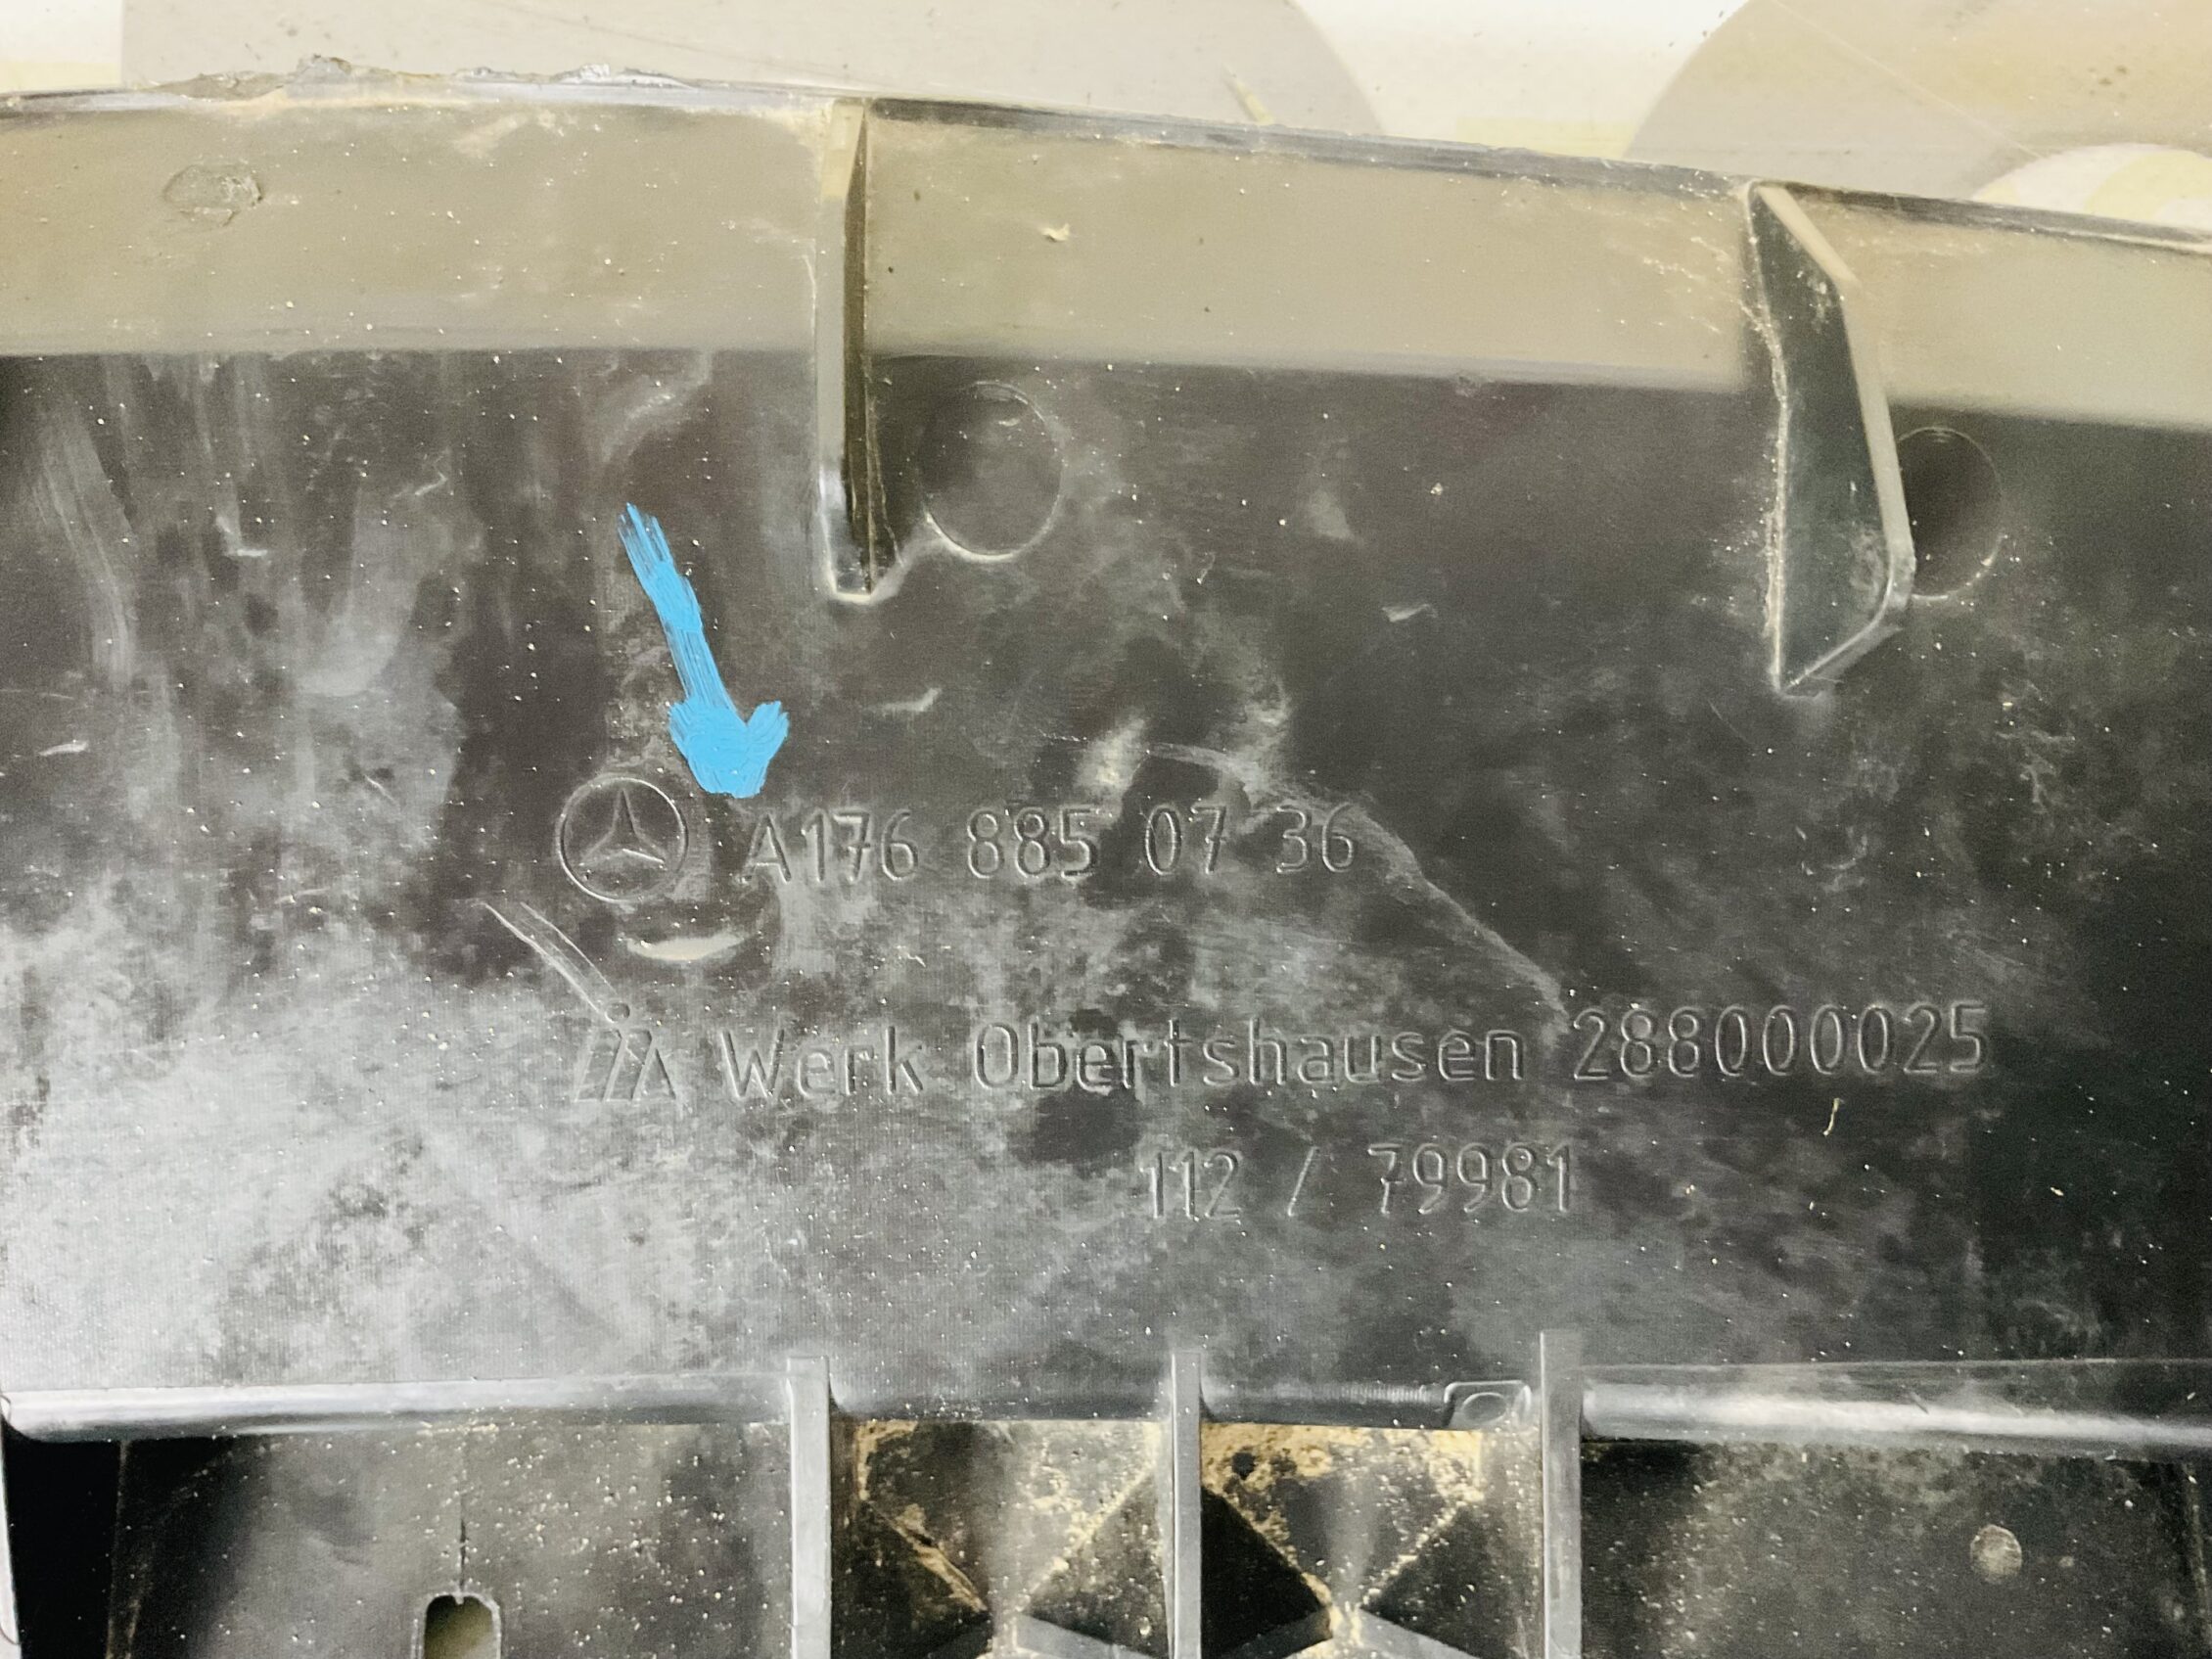 A176 885 07 36
Werk Obertshausen 288000025
112 / 79981